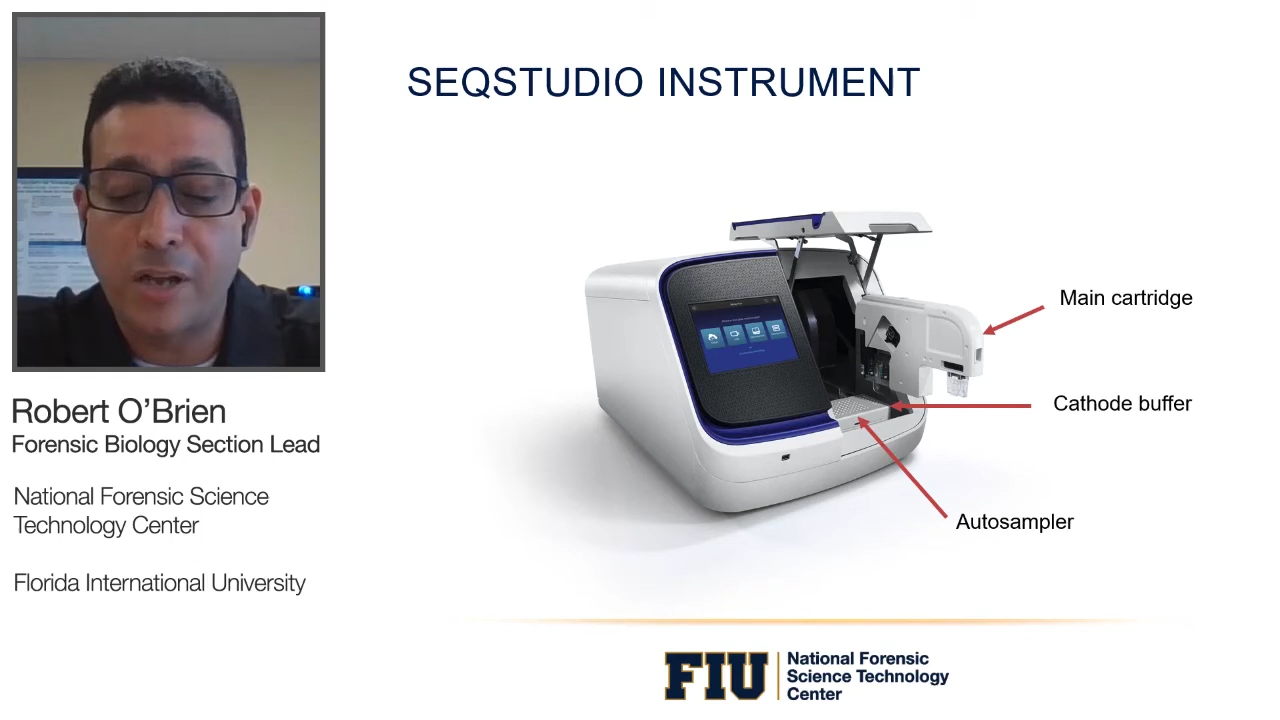 SEQSTUDIO INSTRUMENT
Main cartridge
Cathode buffer
Autosampler
Robert O’Brien
Forensic Biology Section Lead
National Forensic Science
Technology Center
Florida International University
FIU
National Forensic
Science Technology
Center